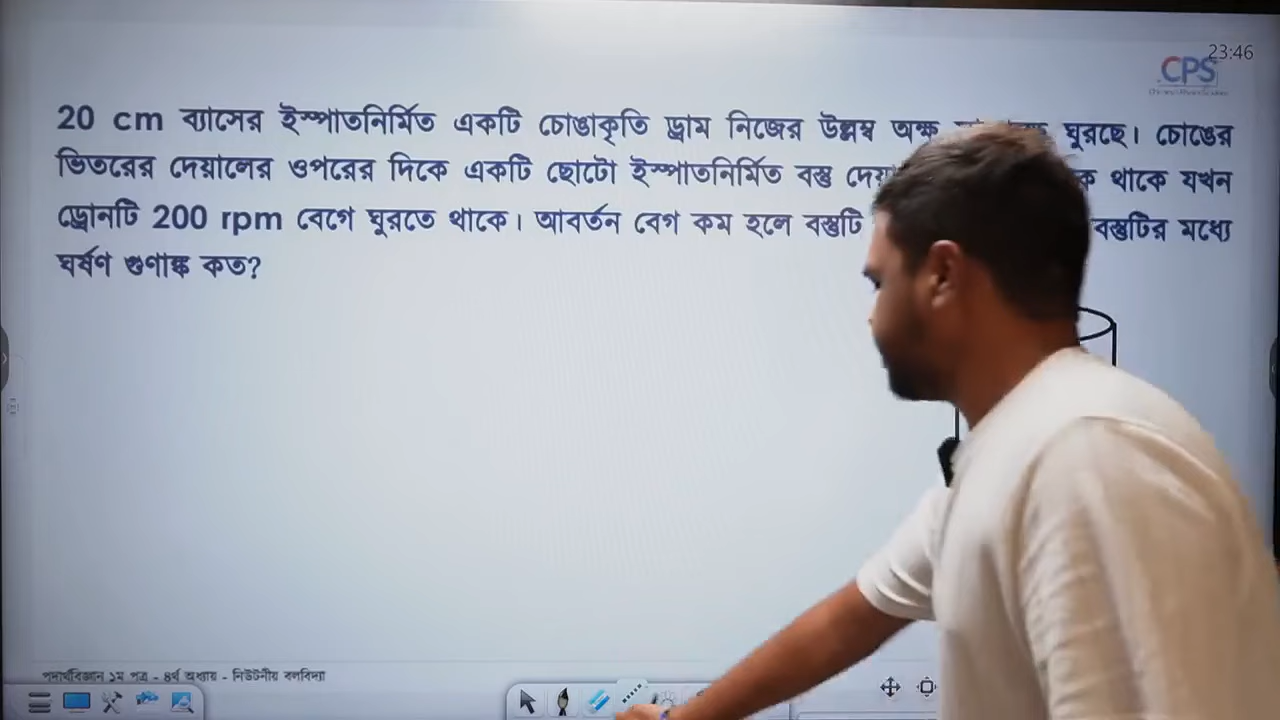 23:46
CPS
20 cm ব্যাসের ইস্পাতনির্মিত একটি চোঙাকৃতি ড্রাম নিজের উল্লম্ব অক্ষ ঘুরছে। চোঙের
ভিতরের দেয়ালের ওপরের দিকে একটি ছোটো ইস্পাতনির্মিত বস্তু থাকে যখন
ড্রোনটি 200 rpm বেগে ঘুরতে থাকে। আবর্তন বেগ কম হলে বস্তুটি বস্তুটির মধ্যে
ঘর্ষণ গুণাঙ্ক কত?
পদার্থবিজ্ঞান ১ম পত্র - ৪র্থ অধ্যায় - নিউটনীয় বলবিদ্যা